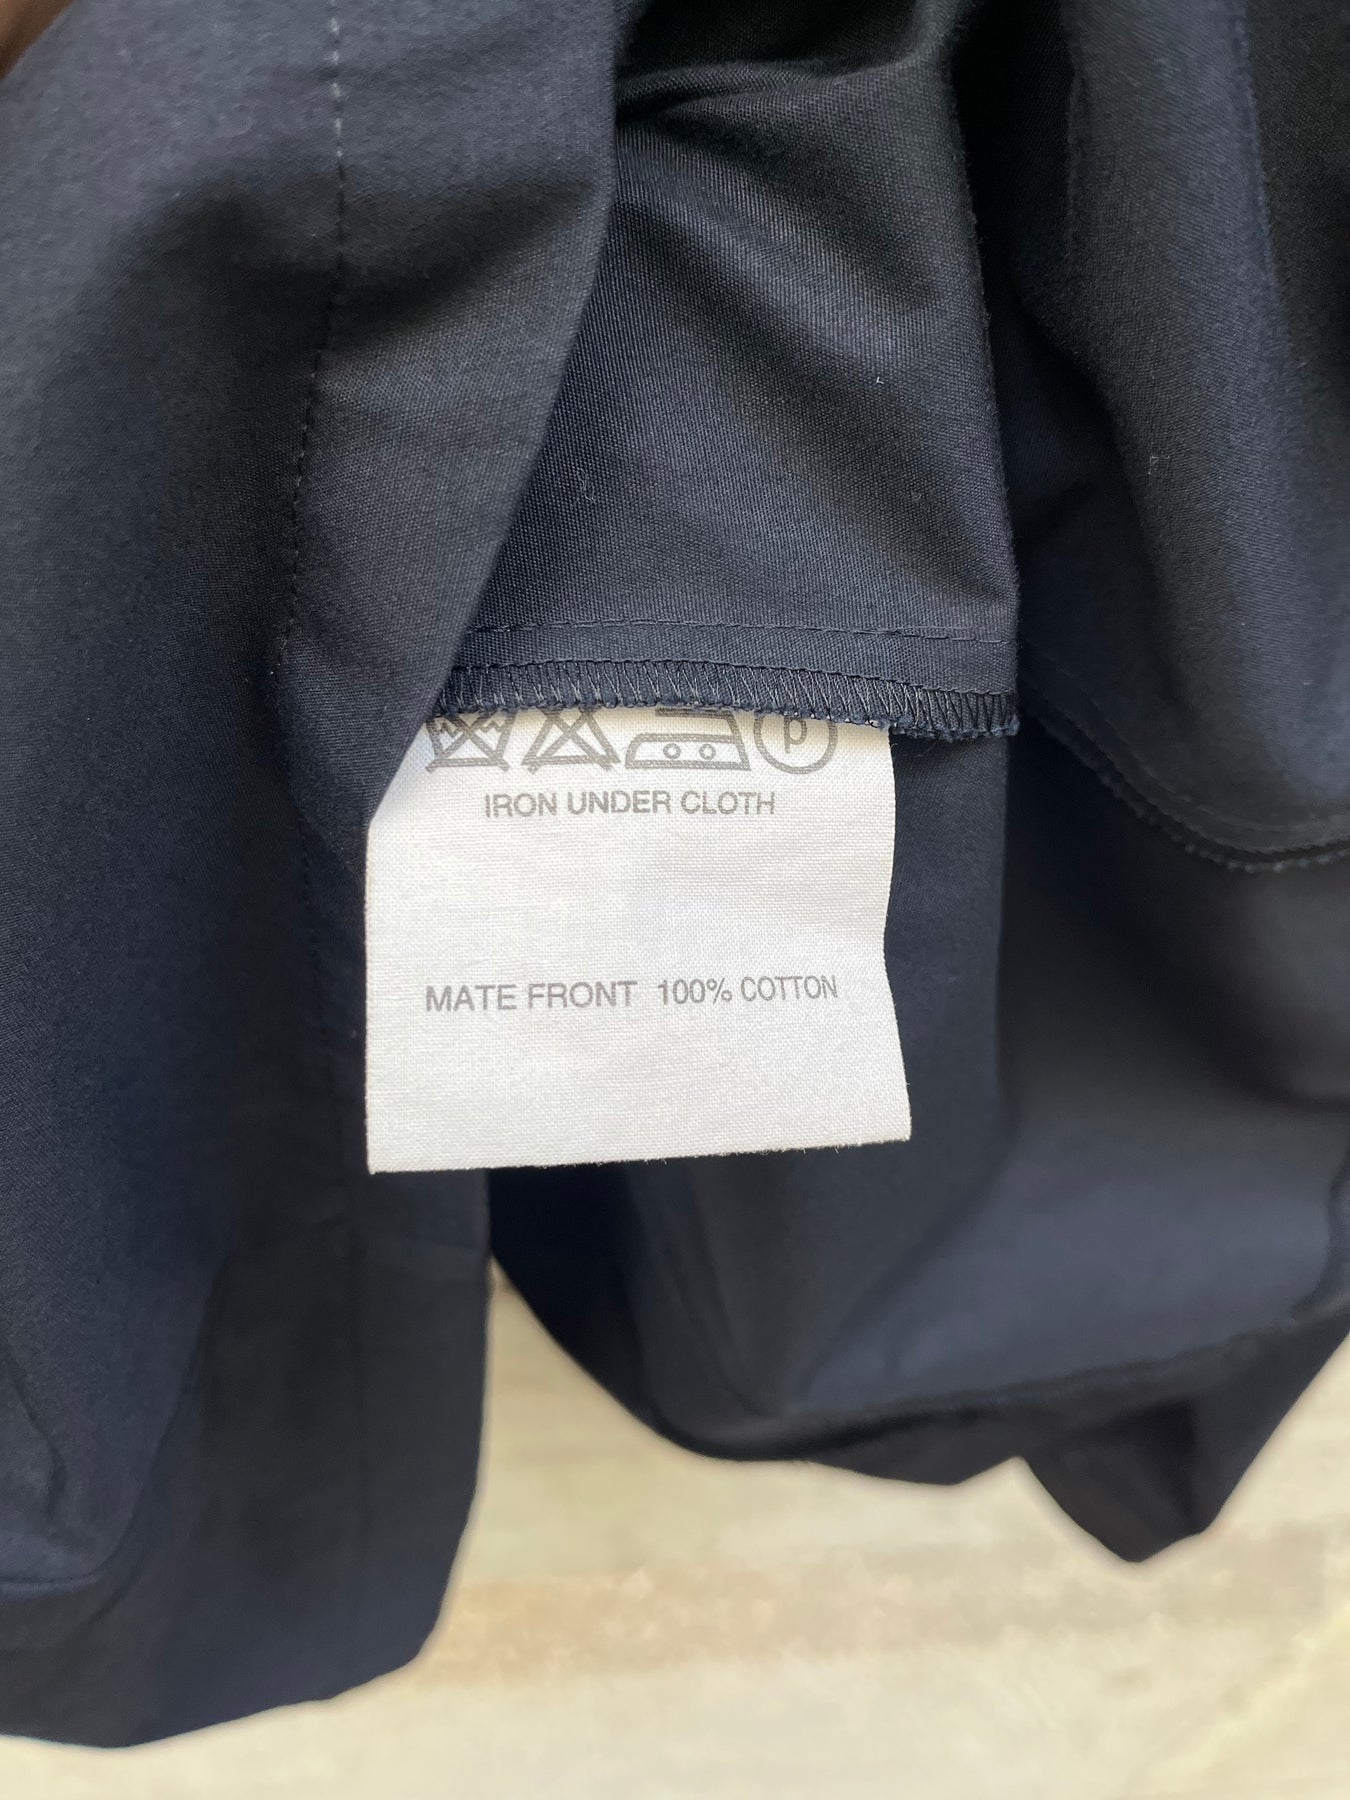 P
IRON UNDER CLOTH
MATE FRONT 100% COTTON